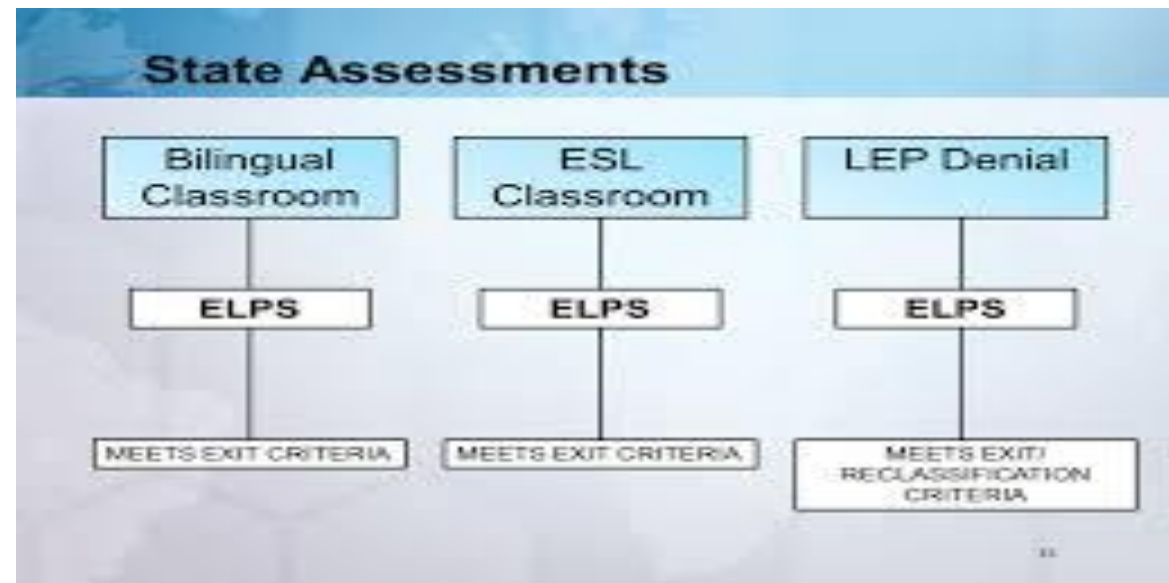 State Assessments
Bilingual
Classroom
ESL
Classroom
LEP Denial
ELPS
ELPS
ELPS
MEETS EXIT CRITERIA
MEETS EXIT CRITERIA
MEETS EXIT/
RECLASSIFICATION
CRITERIA